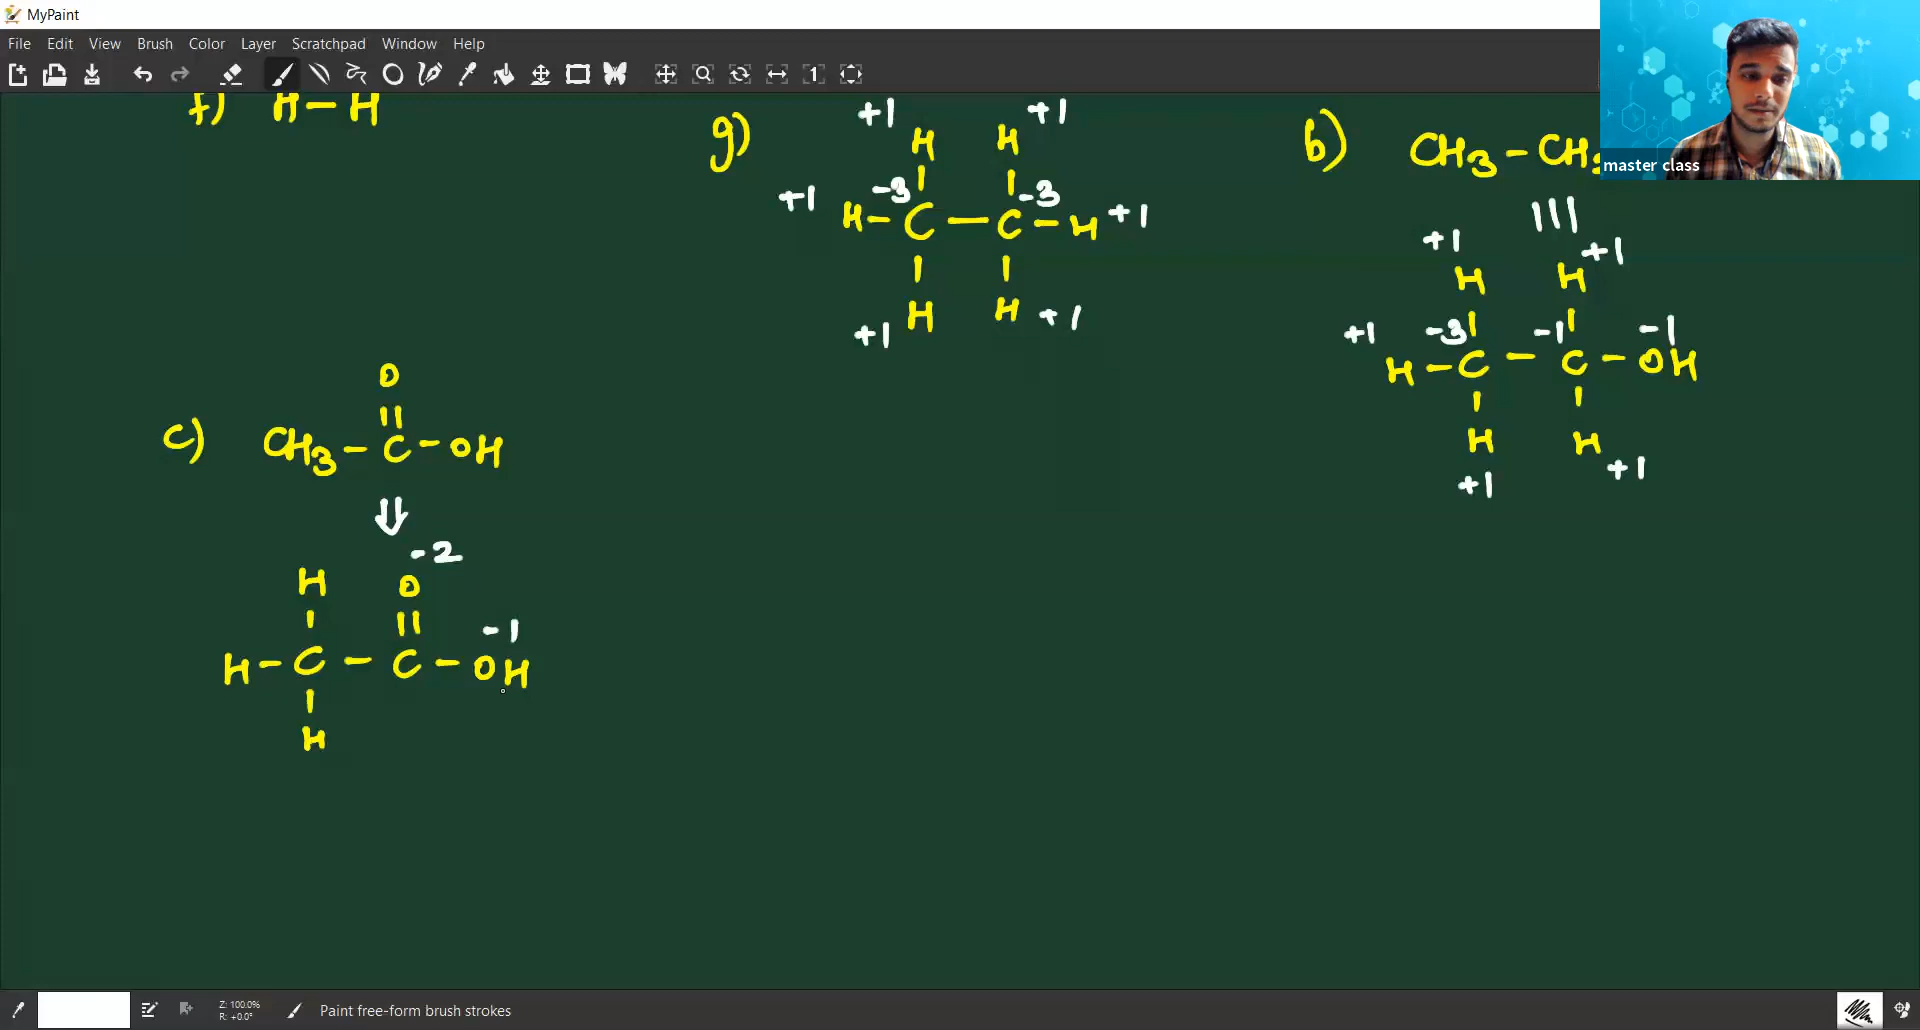 MyPaint
File Edit View Brush Color Layer Scratchpad Window Help
master class
f) H-H
g)
+1 +1
H H
+1 -3 -3
H-C-C-H +1
H H
+1 +1
b) CH3-CH
|||
+1 +1
H H
+1 -3 -1 -1
H-C-C-OH
H H
+1 +1
O
||
c) CH3-C-OH
⇓
-2
H O
|| -1
H-C-C-OH
H
Z: 100.0%
R: +0.0°
Paint free-form brush strokes